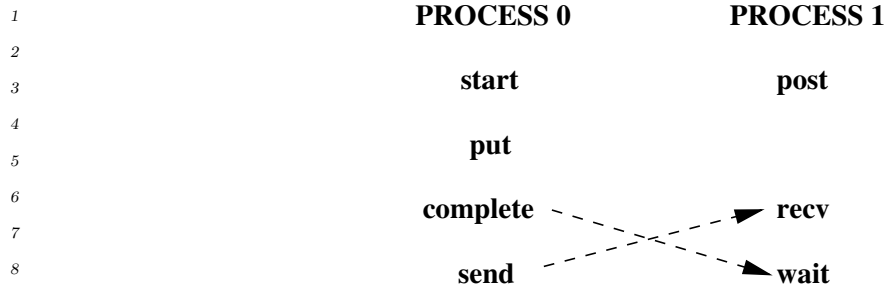 1 PROCESS 0 PROCESS 1
2
3 start post
4 put
5
6 complete recv
7
8 send wait